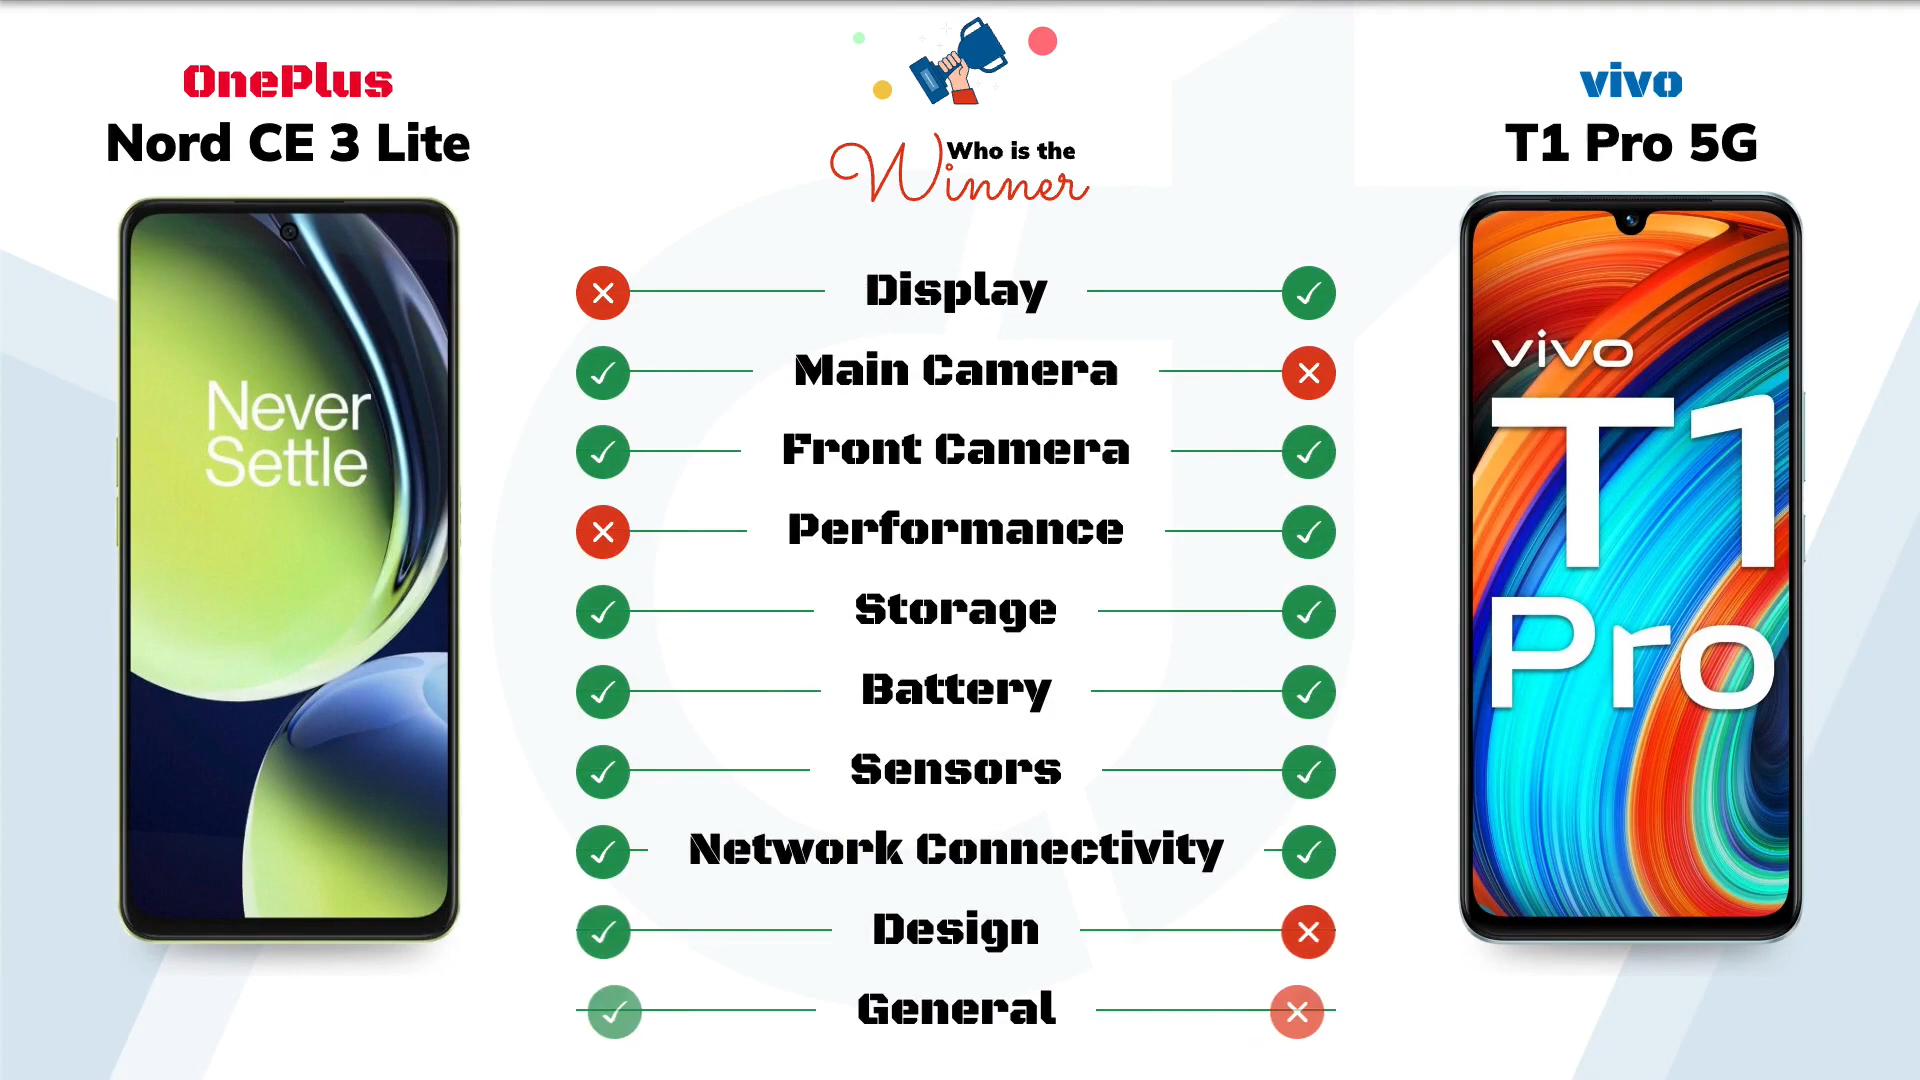 OnePlus
Nord CE 3 Lite
Never
Settle
Who is the
Winner
Display
Main Camera
Front Camera
Performance
Storage
Battery
Sensors
Network Connectivity
Design
General
vivo
T1 Pro 5G
vivo
T1
Pro